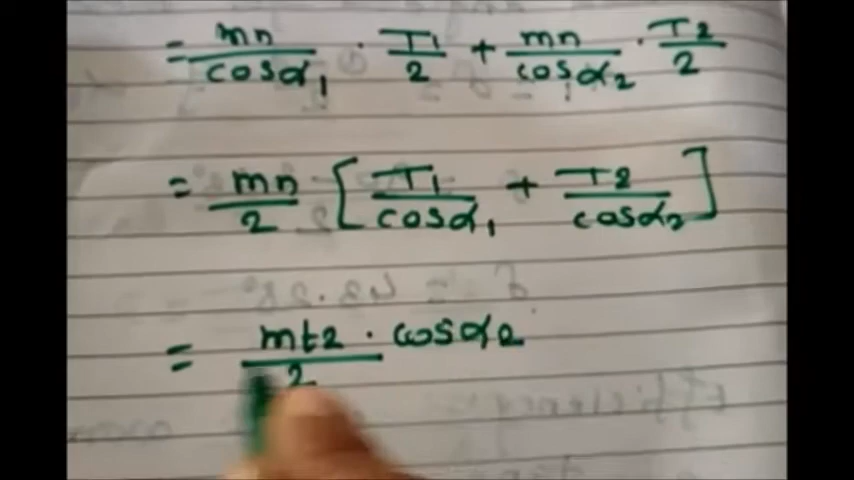 = mn/cosα1 · T1/2 + mn/cosα2 · T2/2
= mn/2 [T1/cosα1 + T2/cosα2]
= mt2/2 · cosα2